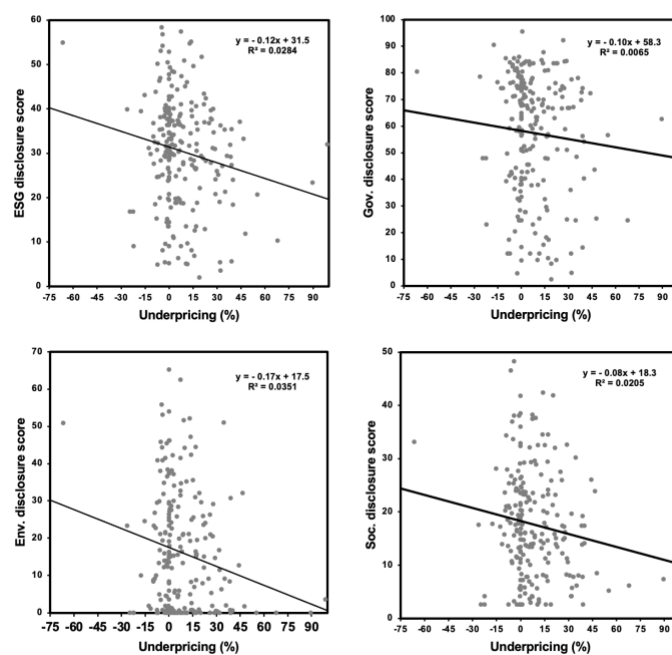 60
50
40
30
20
10
0
ESG disclosure score
y = - 0.12x + 31.5
R² = 0.0284
-75 -60 -45 -30 -15 0 15 30 45 60 75 90
Underpricing (%)
100
90
80
70
60
50
40
30
20
10
0
Gov. disclosure score
y = - 0.10x + 58.3
R² = 0.0065
-75 -60 -45 -30 -15 0 15 30 45 60 75 90
Underpricing (%)
70
60
50
40
30
20
10
0
Env. disclosure score
y = - 0.17x + 17.5
R² = 0.0351
-75 -60 -45 -30 -15 0 15 30 45 60 75 90
Underpricing (%)
50
40
30
20
10
0
Soc. disclosure score
y = - 0.08x + 18.3
R² = 0.0205
-75 -60 -45 -30 -15 0 15 30 45 60 75 90
Underpricing (%)